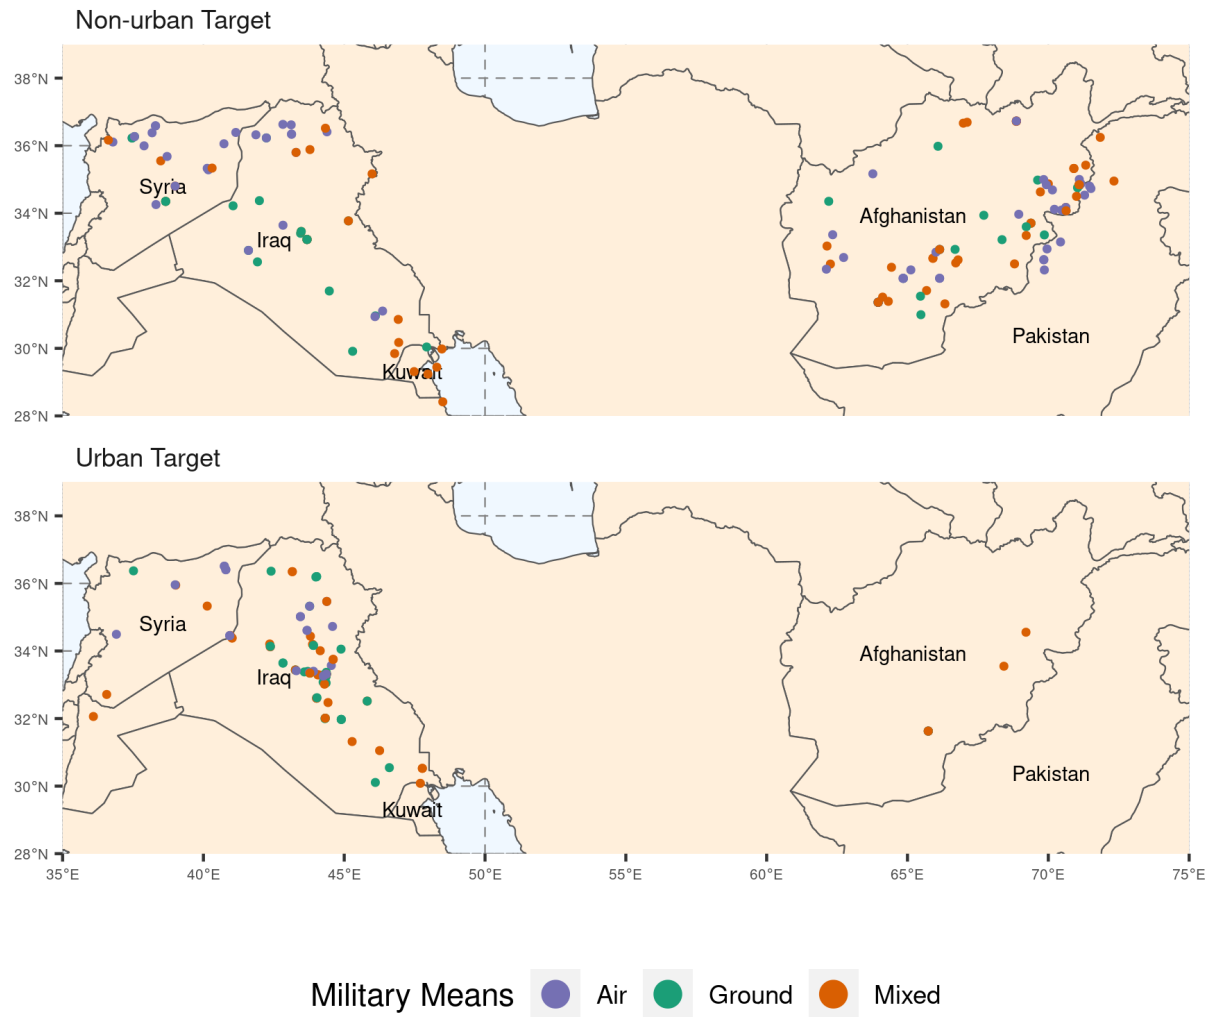 Non-urban Target
38°N
36°N
34°N
32°N
30°N
28°N
Syria
Iraq
Kuwait
Afghanistan
Pakistan
Urban Target
38°N
36°N
34°N
32°N
30°N
28°N
Syria
Iraq
Kuwait
Afghanistan
Pakistan
35°E 40°E 45°E 50°E 55°E 60°E 65°E 70°E 75°E
Military Means Air Ground Mixed